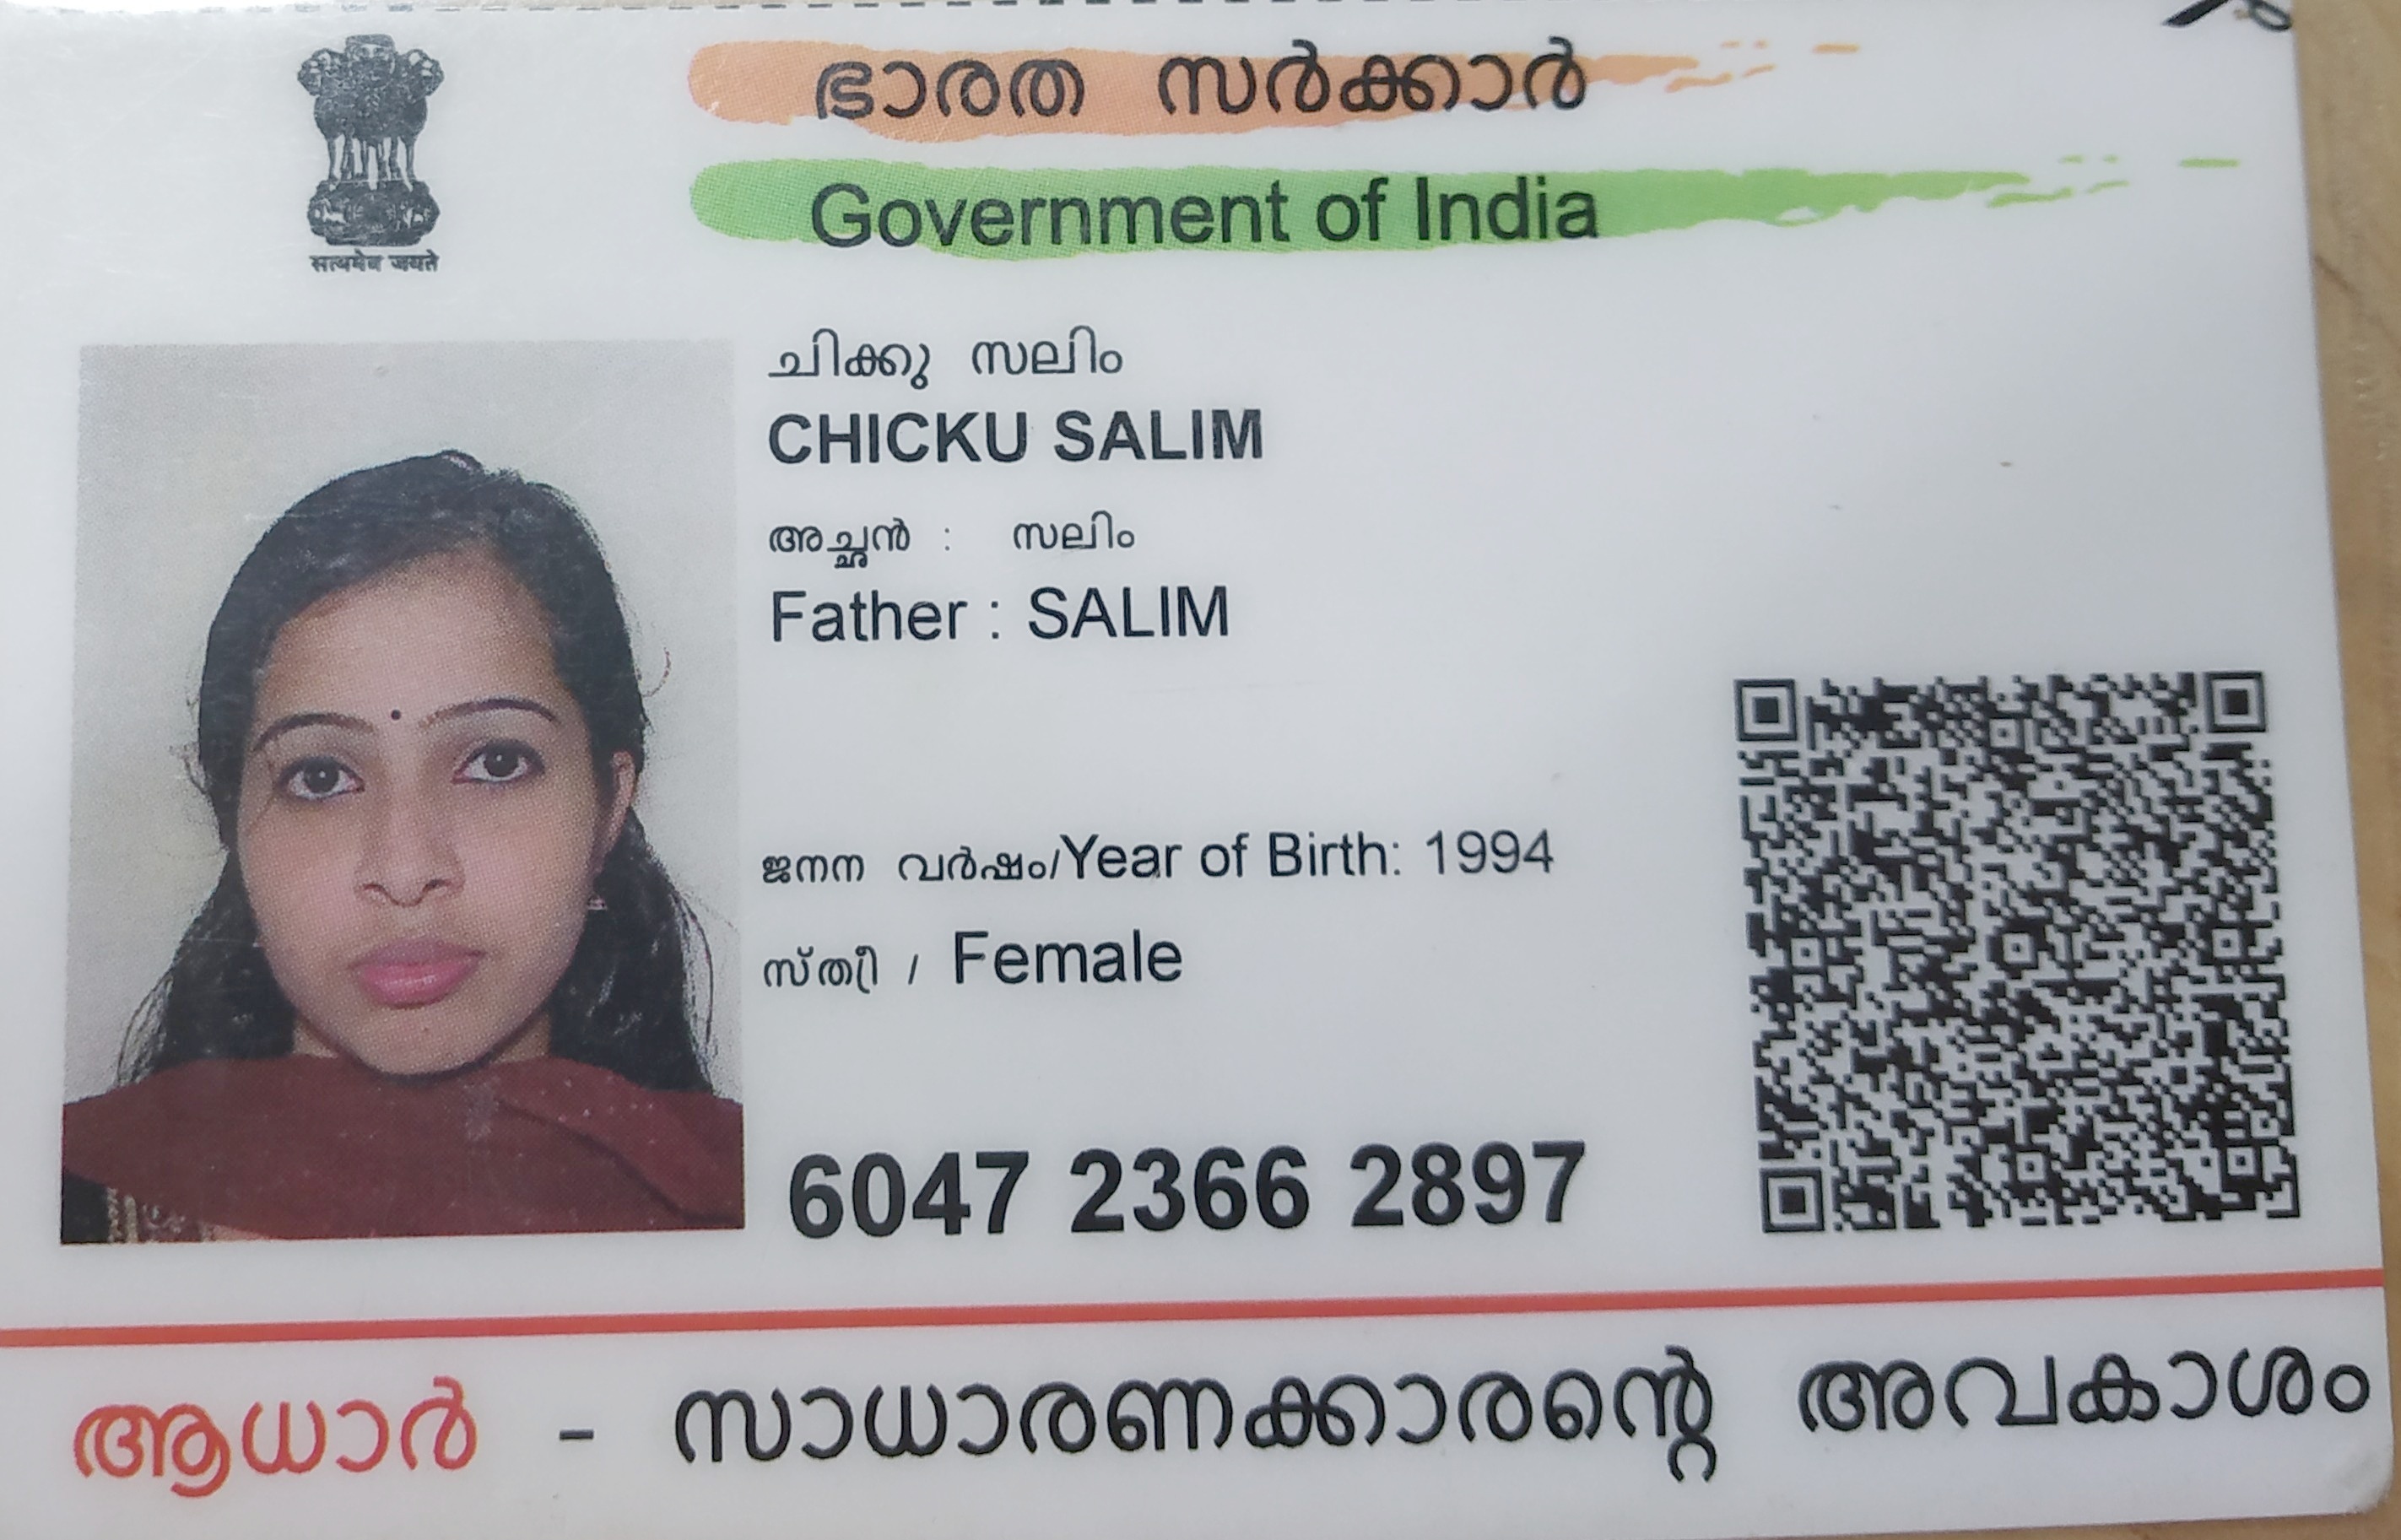 सत्यमेव जयते
ഭാരത സർക്കാർ
Government of India
ചിക്കു സലിം
CHICKU SALIM
അച്ഛൻ : സലിം
Father : SALIM
ജനന വർഷം/Year of Birth: 1994
സ്ത്രീ / Female
6047 2366 2897
ആധാർ - സാധാരണക്കാരന്റെ അവകാശം